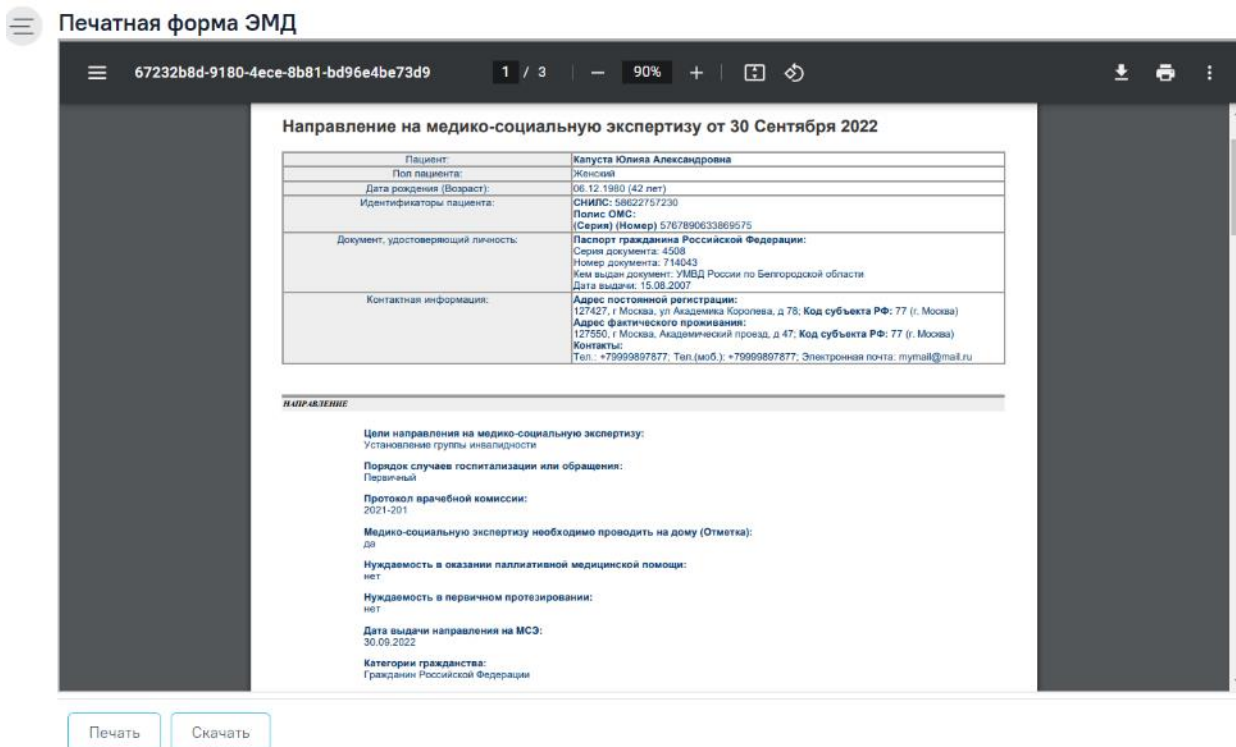 Печатная форма ЭМД
67232b8d-9180-4ece-8b81-bd96e4be73d9 1 / 3 90%
Направление на медико-социальную экспертизу от 30 Сентября 2022
Пациент: Капуста Юлияа Александровна
Пол пациента: Женский
Дата рождения (Возраст): 06.12.1980 (42 лет)
Идентификаторы пациента: СНИЛС: 58622757230
Полис ОМС:
(Серия) (Номер) 5767890633869575
Документ, удостоверяющий личность: Паспорт гражданина Российской Федерации:
Серия документа: 4508
Номер документа: 714043
Кем выдан документ: УМВД России по Белгородской области
Дата выдачи: 15.08.2007
Контактная информация: Адрес постоянной регистрации:
127427, г Москва, ул Академика Королева, д 78; Код субъекта РФ: 77 (г. Москва)
Адрес фактического проживания:
127550, г Москва, Академический проезд, д 47; Код субъекта РФ: 77 (г. Москва)
Контакты:
Тел.: +79999897877; Тел.(моб.): +79999897877; Электронная почта: mymail@mail.ru
НАПРАВЛЕНИЕ
Цели направления на медико-социальную экспертизу:
Установление группы инвалидности
Порядок случаев госпитализации или обращения:
Первичный
Протокол врачебной комиссии:
2021-201
Медико-социальную экспертизу необходимо проводить на дому (Отметка):
да
Нуждаемость в оказании паллиативной медицинской помощи:
нет
Нуждаемость в первичном протезировании:
нет
Дата выдачи направления на МСЭ:
30.09.2022
Категории гражданства:
Гражданин Российской Федерации
Печать Скачать